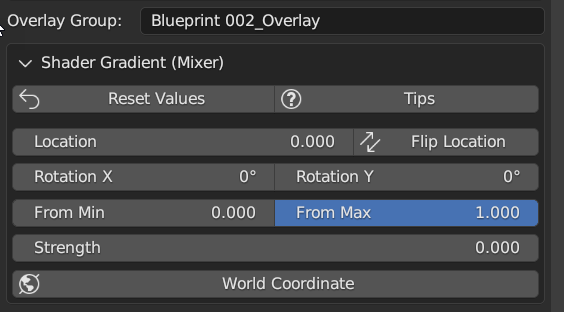 Overlay Group: Blueprint 002_Overlay
Shader Gradient (Mixer)
Reset Values Tips
Location 0.000 Flip Location
Rotation X 0° Rotation Y 0°
From Min 0.000 From Max 1.000
Strength 0.000
World Coordinate